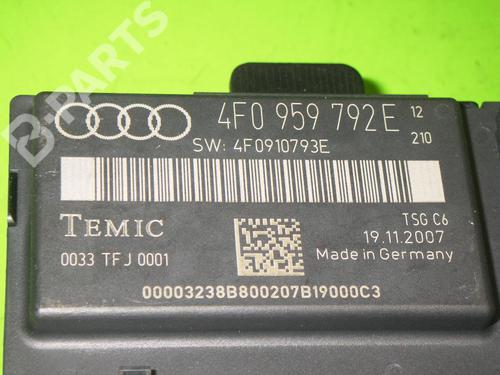 B-PARTS
4F0 959 792E 12
210
SW: 4F0910793E
TEMIC
TSG C6
19.11.2007
0033 TFJ 0001
Made in Germany
00003238B800207B19000C3